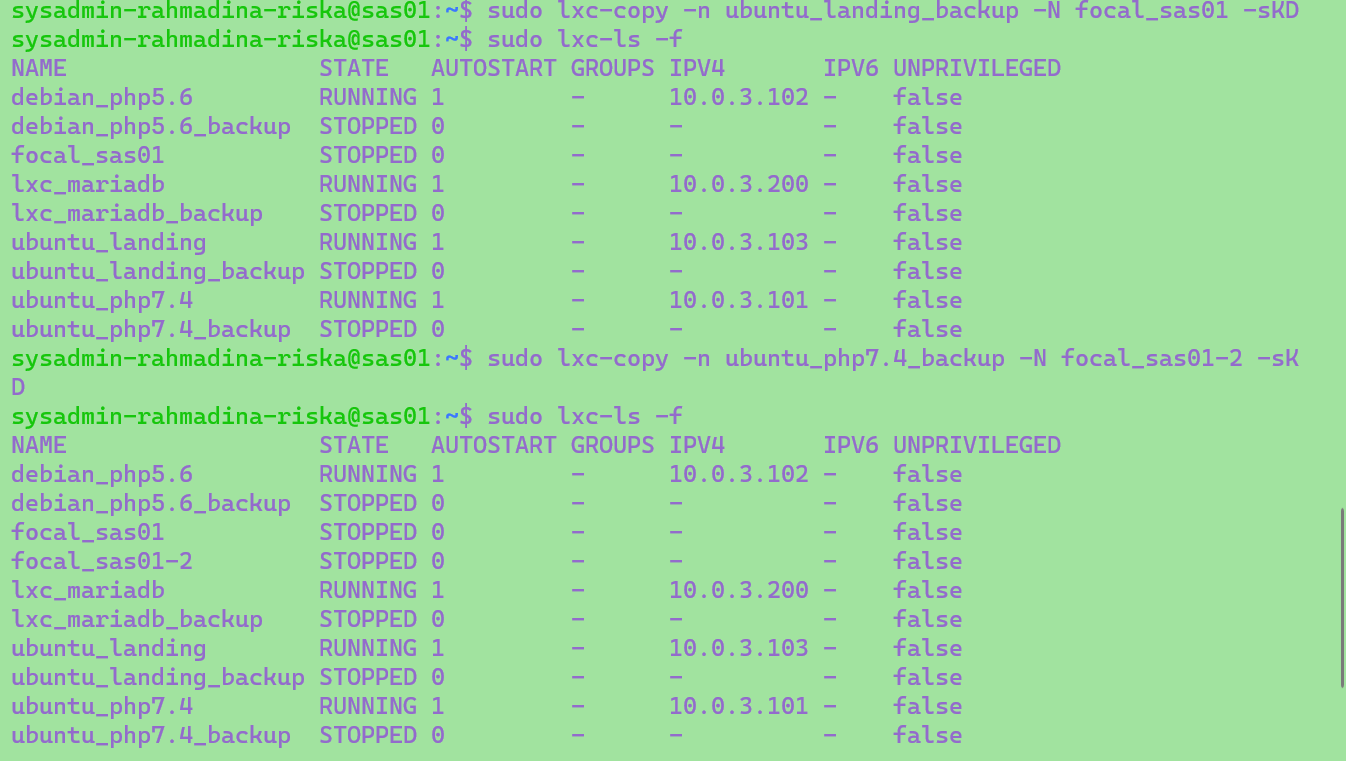 sysadmin-rahmadina-riska@sas01:~$ sudo lxc-copy -n ubuntu_landing_backup -N focal_sas01 -sKD
sysadmin-rahmadina-riska@sas01:~$ sudo lxc-ls -f
NAME                  STATE   AUTOSTART GROUPS IPV4       IPV6 UNPRIVILEGED
debian_php5.6         RUNNING 1         -      10.0.3.102 -    false
debian_php5.6_backup  STOPPED 0         -      -          -    false
focal_sas01           STOPPED 0         -      -          -    false
lxc_mariadb           RUNNING 1         -      10.0.3.200 -    false
lxc_mariadb_backup    STOPPED 0         -      -          -    false
ubuntu_landing        RUNNING 1         -      10.0.3.103 -    false
ubuntu_landing_backup STOPPED 0         -      -          -    false
ubuntu_php7.4         RUNNING 1         -      10.0.3.101 -    false
ubuntu_php7.4_backup  STOPPED 0         -      -          -    false
sysadmin-rahmadina-riska@sas01:~$ sudo lxc-copy -n ubuntu_php7.4_backup -N focal_sas01-2 -sK
D
sysadmin-rahmadina-riska@sas01:~$ sudo lxc-ls -f
NAME                  STATE   AUTOSTART GROUPS IPV4       IPV6 UNPRIVILEGED
debian_php5.6         RUNNING 1         -      10.0.3.102 -    false
debian_php5.6_backup  STOPPED 0         -      -          -    false
focal_sas01           STOPPED 0         -      -          -    false
focal_sas01-2         STOPPED 0         -      -          -    false
lxc_mariadb           RUNNING 1         -      10.0.3.200 -    false
lxc_mariadb_backup    STOPPED 0         -      -          -    false
ubuntu_landing        RUNNING 1         -      10.0.3.103 -    false
ubuntu_landing_backup STOPPED 0         -      -          -    false
ubuntu_php7.4         RUNNING 1         -      10.0.3.101 -    false
ubuntu_php7.4_backup  STOPPED 0         -      -          -    false